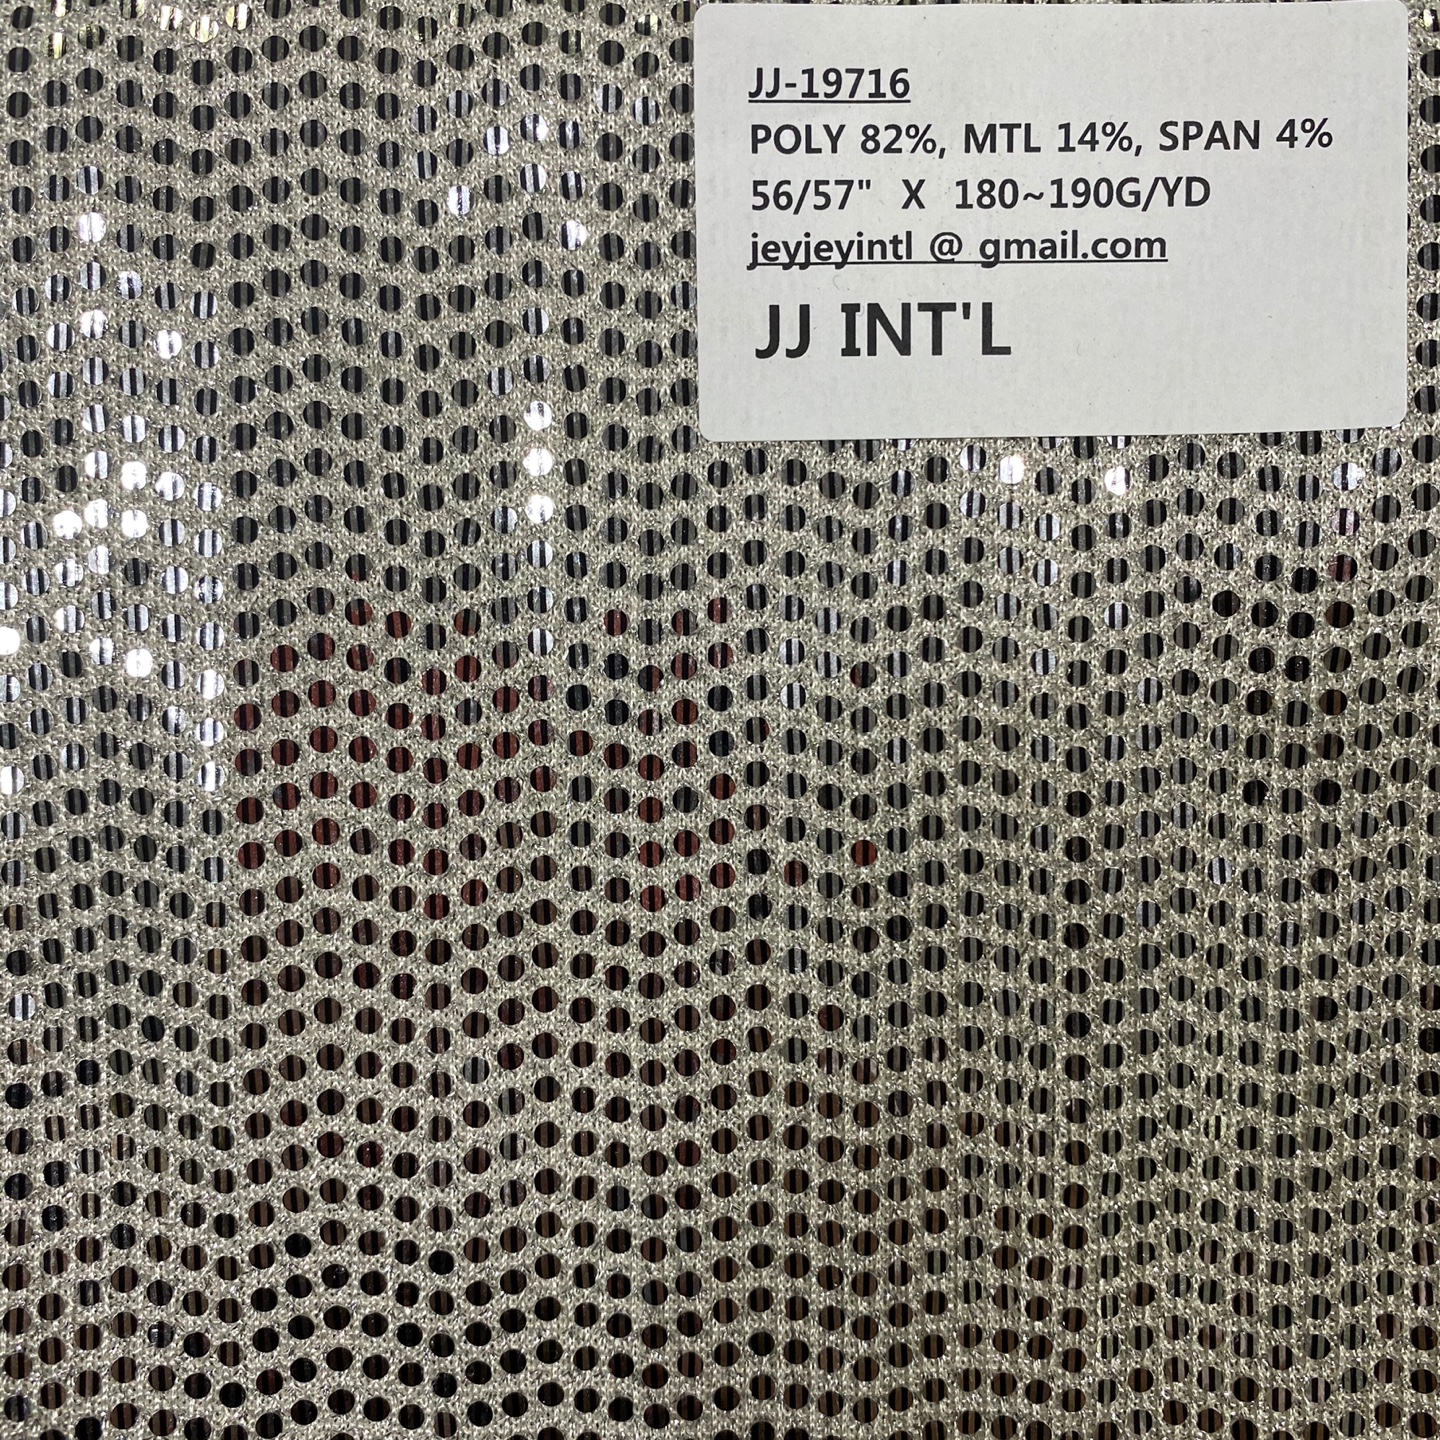 JJ-19716
POLY 82%, MTL 14%, SPAN 4%
56/57" X 180~190G/YD
jeyjeyintl @ gmail.com
JJ INT'L